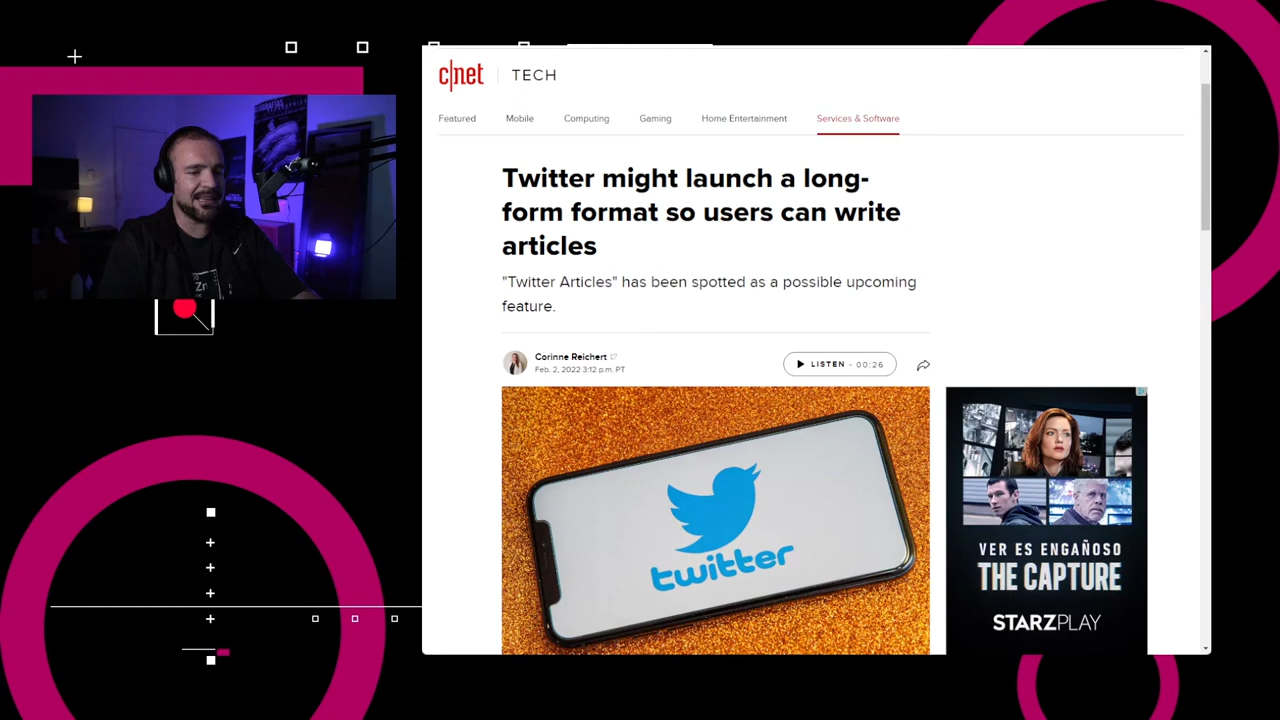 c|net
TECH
Featured
Mobile
Computing
Gaming
Home Entertainment
Services & Software
Twitter might launch a long-
form format so users can write
articles
"Twitter Articles" has been spotted as a possible upcoming
feature.
Corinne Reichert
Feb. 2, 2022 3:12 p.m. PT
LISTEN - 00:26
twitter
VER ES ENGAÑOSO
THE CAPTURE
STARZPLAY
Zn